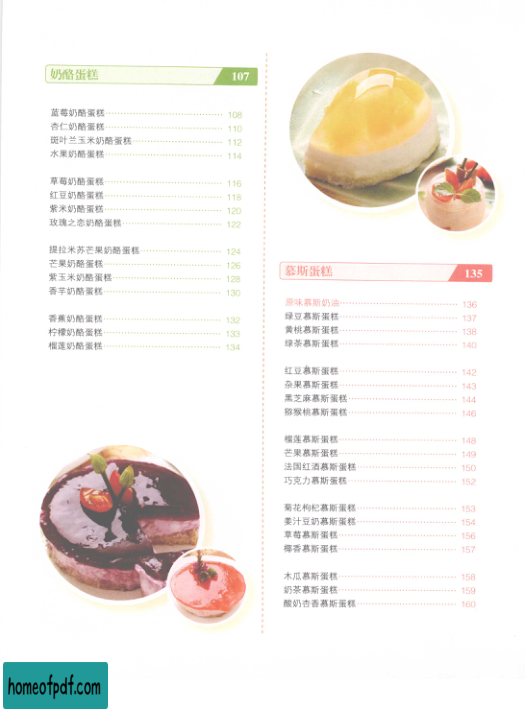 奶酪蛋糕 107
蓝莓奶酪蛋糕 108
杏仁奶酪蛋糕 110
斑叶兰玉米奶酪蛋糕 112
水果奶酪蛋糕 114
草莓奶酪蛋糕 116
红豆奶酪蛋糕 118
紫米奶酪蛋糕 120
玫瑰之恋奶酪蛋糕 122
提拉米苏芒果奶酪蛋糕 124
芒果奶酪蛋糕 126
紫玉米奶酪蛋糕 128
香芋奶酪蛋糕 130
香蕉奶酪蛋糕 132
柠檬奶酪蛋糕 133
榴莲奶酪蛋糕 134
慕斯蛋糕 135
原味慕斯奶油 136
绿豆慕斯蛋糕 137
黄桃慕斯蛋糕 138
绿茶慕斯蛋糕 140
红豆慕斯蛋糕 142
杂果慕斯蛋糕 143
黑芝麻慕斯蛋糕 144
猕猴桃慕斯蛋糕 146
榴莲慕斯蛋糕 148
芒果慕斯蛋糕 149
法国红酒慕斯蛋糕 150
巧克力慕斯蛋糕 152
菊花枸杞慕斯蛋糕 153
姜汁豆奶慕斯蛋糕 154
草莓慕斯蛋糕 156
椰香慕斯蛋糕 157
木瓜慕斯蛋糕 158
奶茶慕斯蛋糕 159
酸奶杏香慕斯蛋糕 160
homeofpdf.com